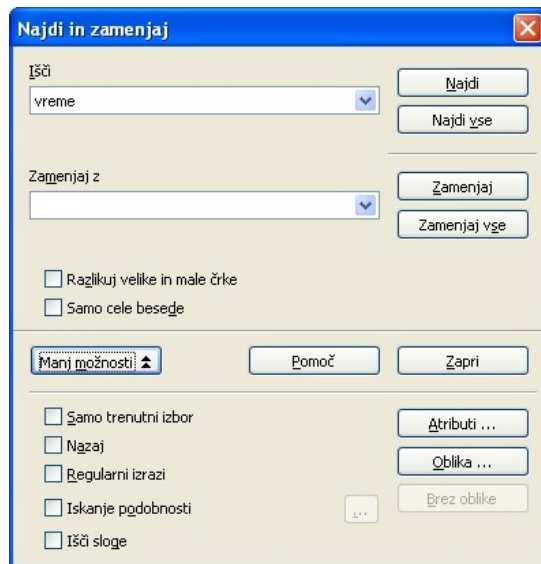 Najdi in zamenjaj
Išči
vreme
Najdi
Najdi vse
Zamenjaj z
Zamenjaj
Zamenjaj vse
Razlikuj velike in male črke
Samo cele besede
Manj možnosti
Pomoč
Zapri
Samo trenutni izbor
Nazaj
Regularni izrazi
Iskanje podobnosti
...
Išči sloge
Atributi ...
Oblika ...
Brez oblike